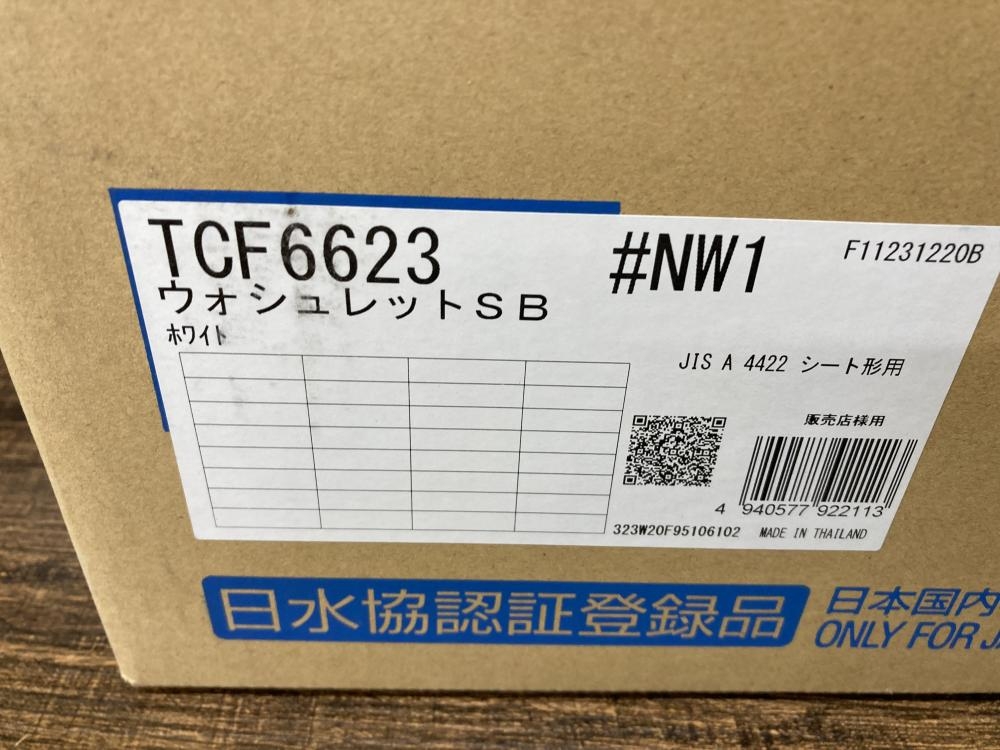 TCF6623
#NW1
F11231220B
ウォシュレットSB
ホワイト
JIS A 4422 シート形用
販売店様用
4 940577 922113
323W20F95106102 MADE IN THAILAND
日水協認証登録品
日本国内
ONLY FOR